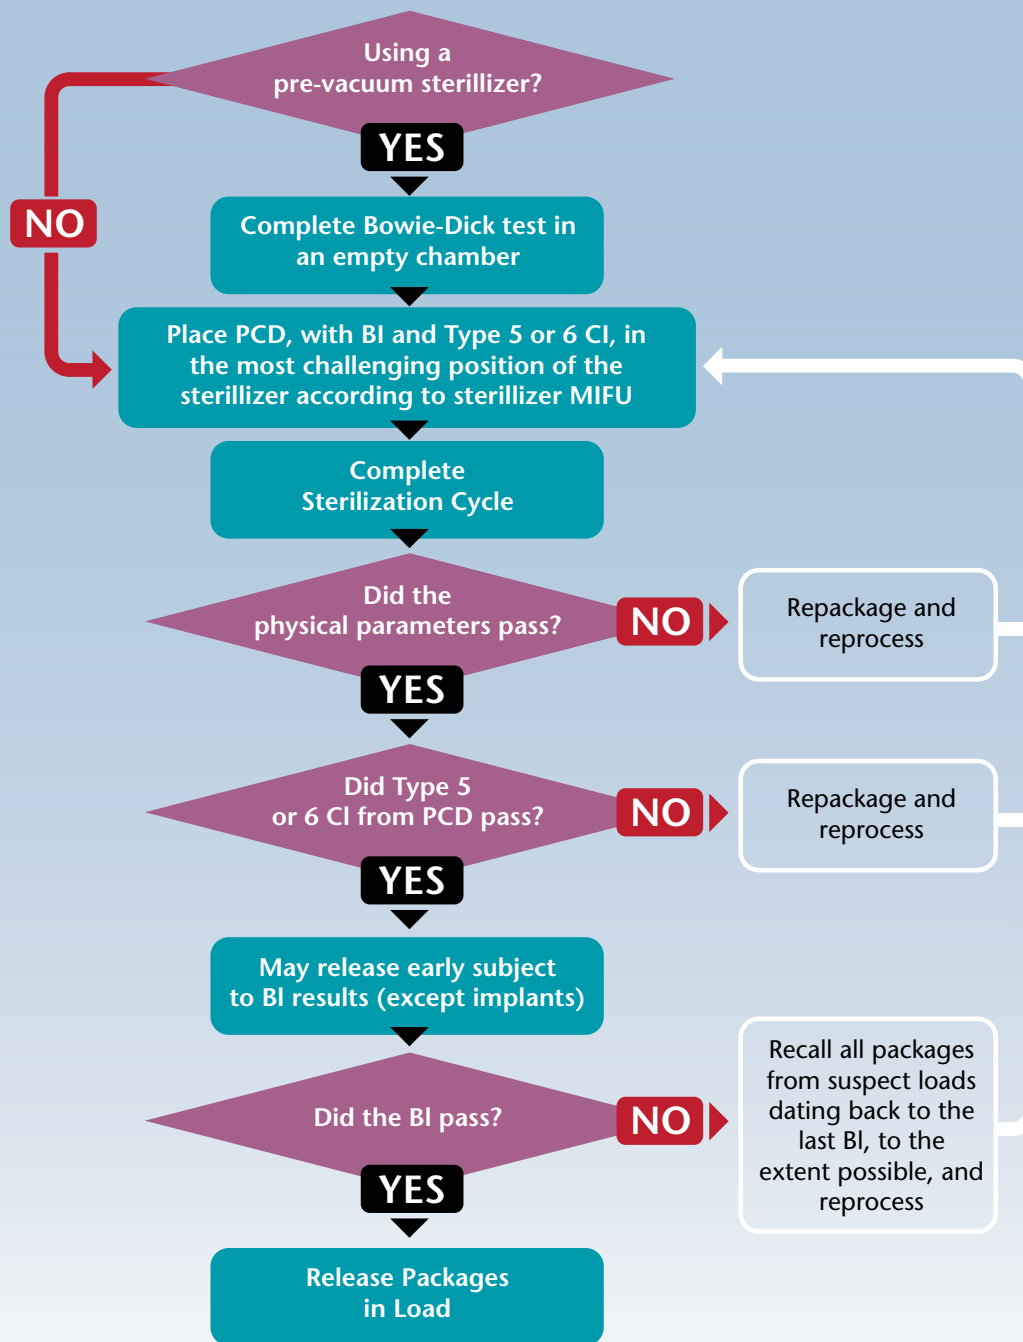 Using a
pre-vacuum sterillizer?
YES
NO
Complete Bowie-Dick test in
an empty chamber
Place PCD, with BI and Type 5 or 6 CI, in
the most challenging position of the
sterillizer according to sterillizer MIFU
Complete
Sterilization Cycle
Did the
physical parameters pass?
NO
Repackage and
reprocess
YES
Did Type 5
or 6 CI from PCD pass?
NO
Repackage and
reprocess
YES
May release early subject
to BI results (except implants)
Did the BI pass?
NO
Recall all packages
from suspect loads
dating back to the
last BI, to the
extent possible, and
reprocess
YES
Release Packages
in Load